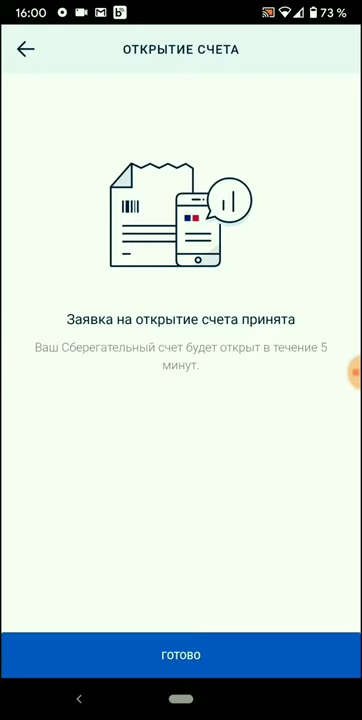 16:00
73 %
ОТКРЫТИЕ СЧЕТА
Заявка на открытие счета принята
Ваш Сберегательный счет будет открыт в течение 5
минут.
ГОТОВО